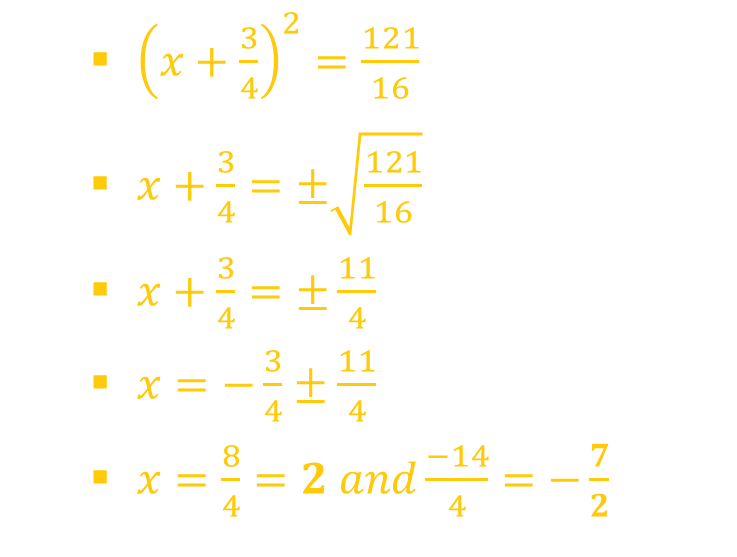 ▪ (x + 3/4)² = 121/16
▪ x + 3/4 = ±√(121/16)
▪ x + 3/4 = ± 11/4
▪ x = − 3/4 ± 11/4
▪ x = 8/4 = 2 and −14/4 = − 7/2